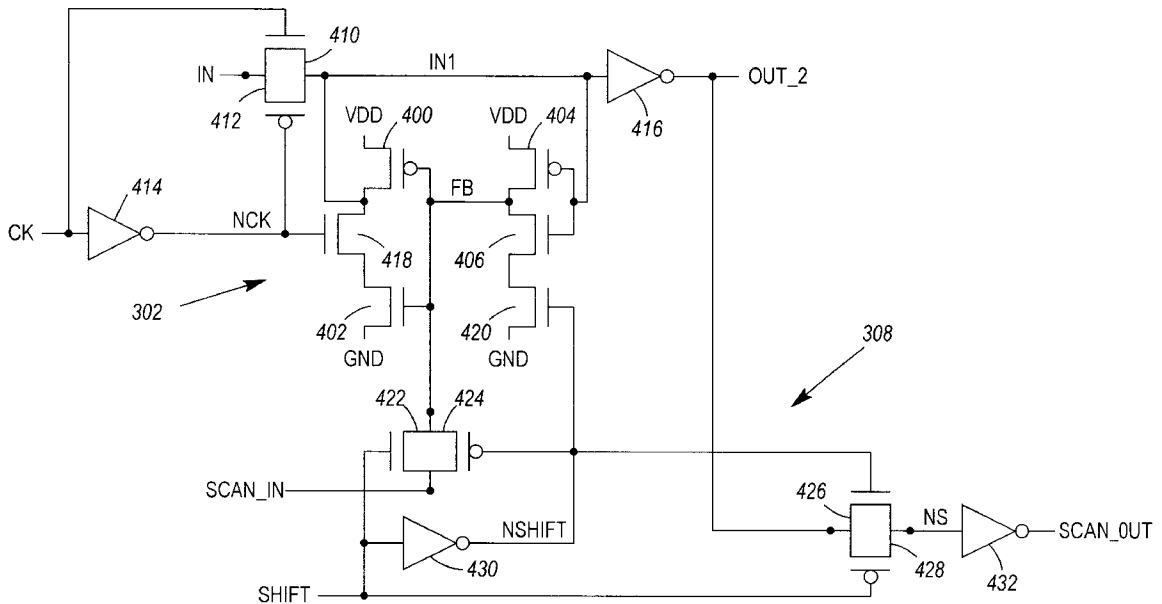 410
IN
IN1
OUT_2
412
416
VDD
400
VDD
404
414
FB
CK
NCK
418
406
302
402
420
GND
GND
308
422
424
SCAN_IN
426
NS
SCAN_OUT
NSHIFT
428
432
430
SHIFT